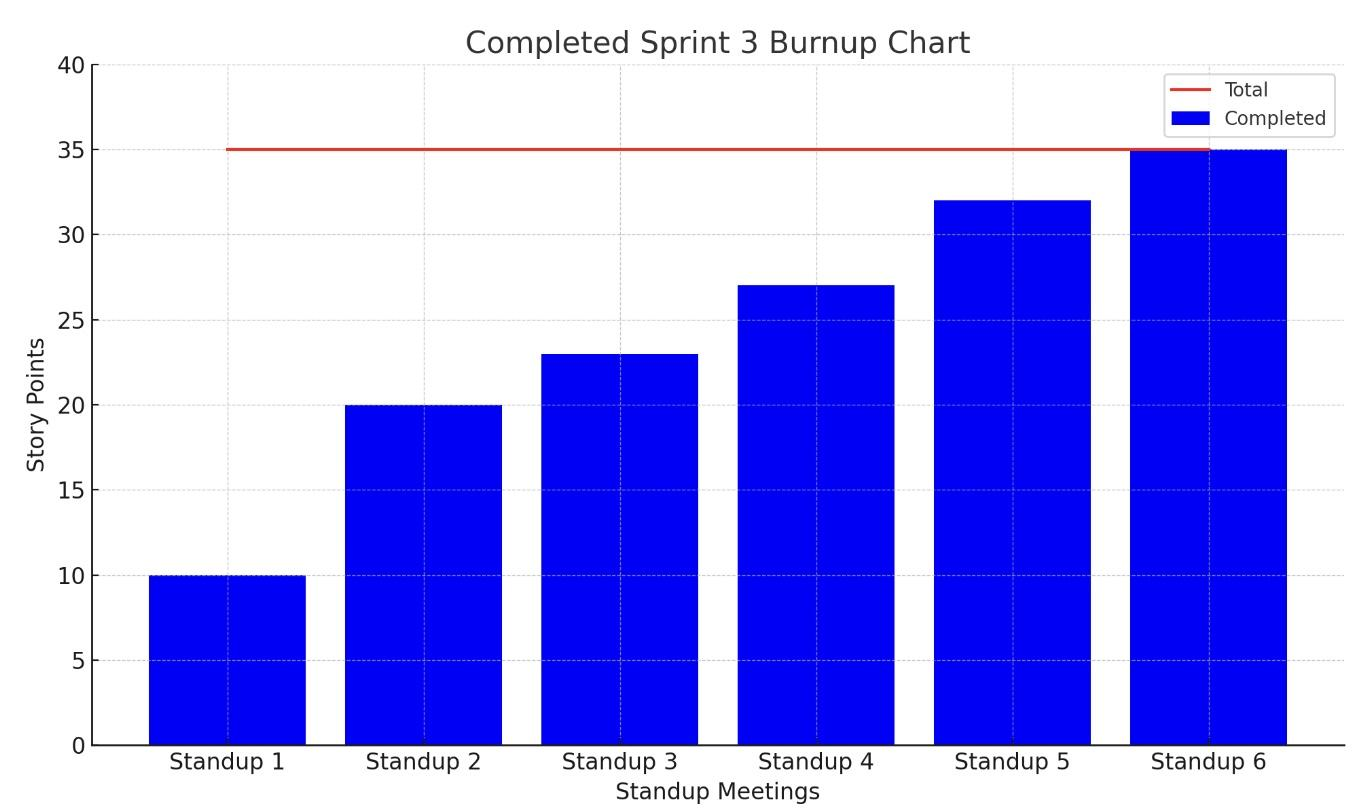 Completed Sprint 3 Burnup Chart
Total
Completed
40
35
30
25
20
15
10
5
0
Story Points
Standup 1 Standup 2 Standup 3 Standup 4 Standup 5 Standup 6
Standup Meetings